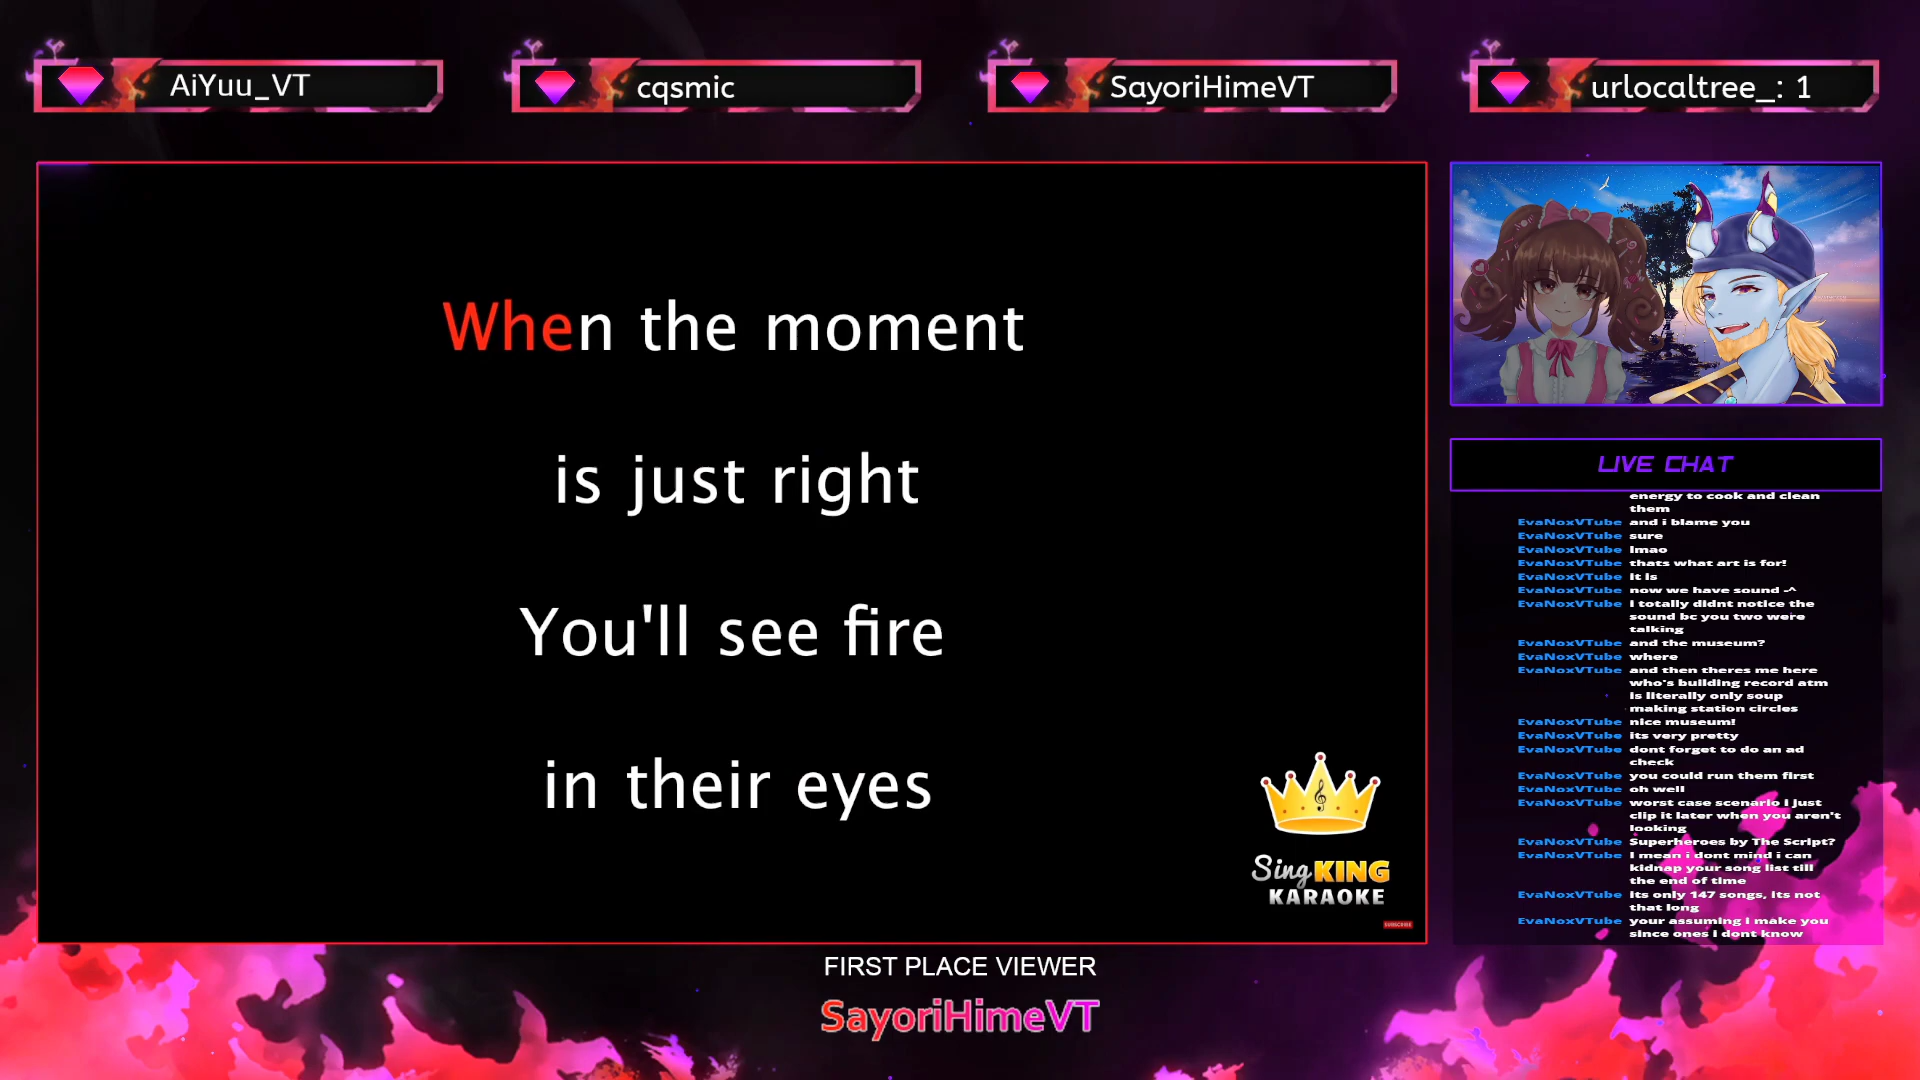 AiYuu_VT
cqsmic
SayoriHimeVT
urlocaltree_: 1
When the moment
is just right
You'll see fire
in their eyes
Sing KING
KARAOKE
SUBSCRIBE
LIVE CHAT
energy to cook and clean
them
EvaNoxVTube and i blame you
EvaNoxVTube sure
EvaNoxVTube lmao
EvaNoxVTube thats what art is for!
EvaNoxVTube it is
EvaNoxVTube now we have sound -^
EvaNoxVTube I totally didnt notice the
sound bc you two were
talking
EvaNoxVTube and the museum?
EvaNoxVTube where
EvaNoxVTube and then theres me here
who's building record atm
is literally only soup
making station circles
EvaNoxVTube nice museum!
EvaNoxVTube its very pretty
EvaNoxVTube dont forget to do an ad
check
EvaNoxVTube you could run them first
EvaNoxVTube oh well
EvaNoxVTube worst case scenario I just
clip it later when you aren't
looking
EvaNoxVTube Superheroes by The Script?
EvaNoxVTube I mean i dont mind i can
kidnap your song list till
the end of time
EvaNoxVTube its only 147 songs, its not
that long
EvaNoxVTube your assuming I make you
since ones I dont know
FIRST PLACE VIEWER
SayoriHimeVT